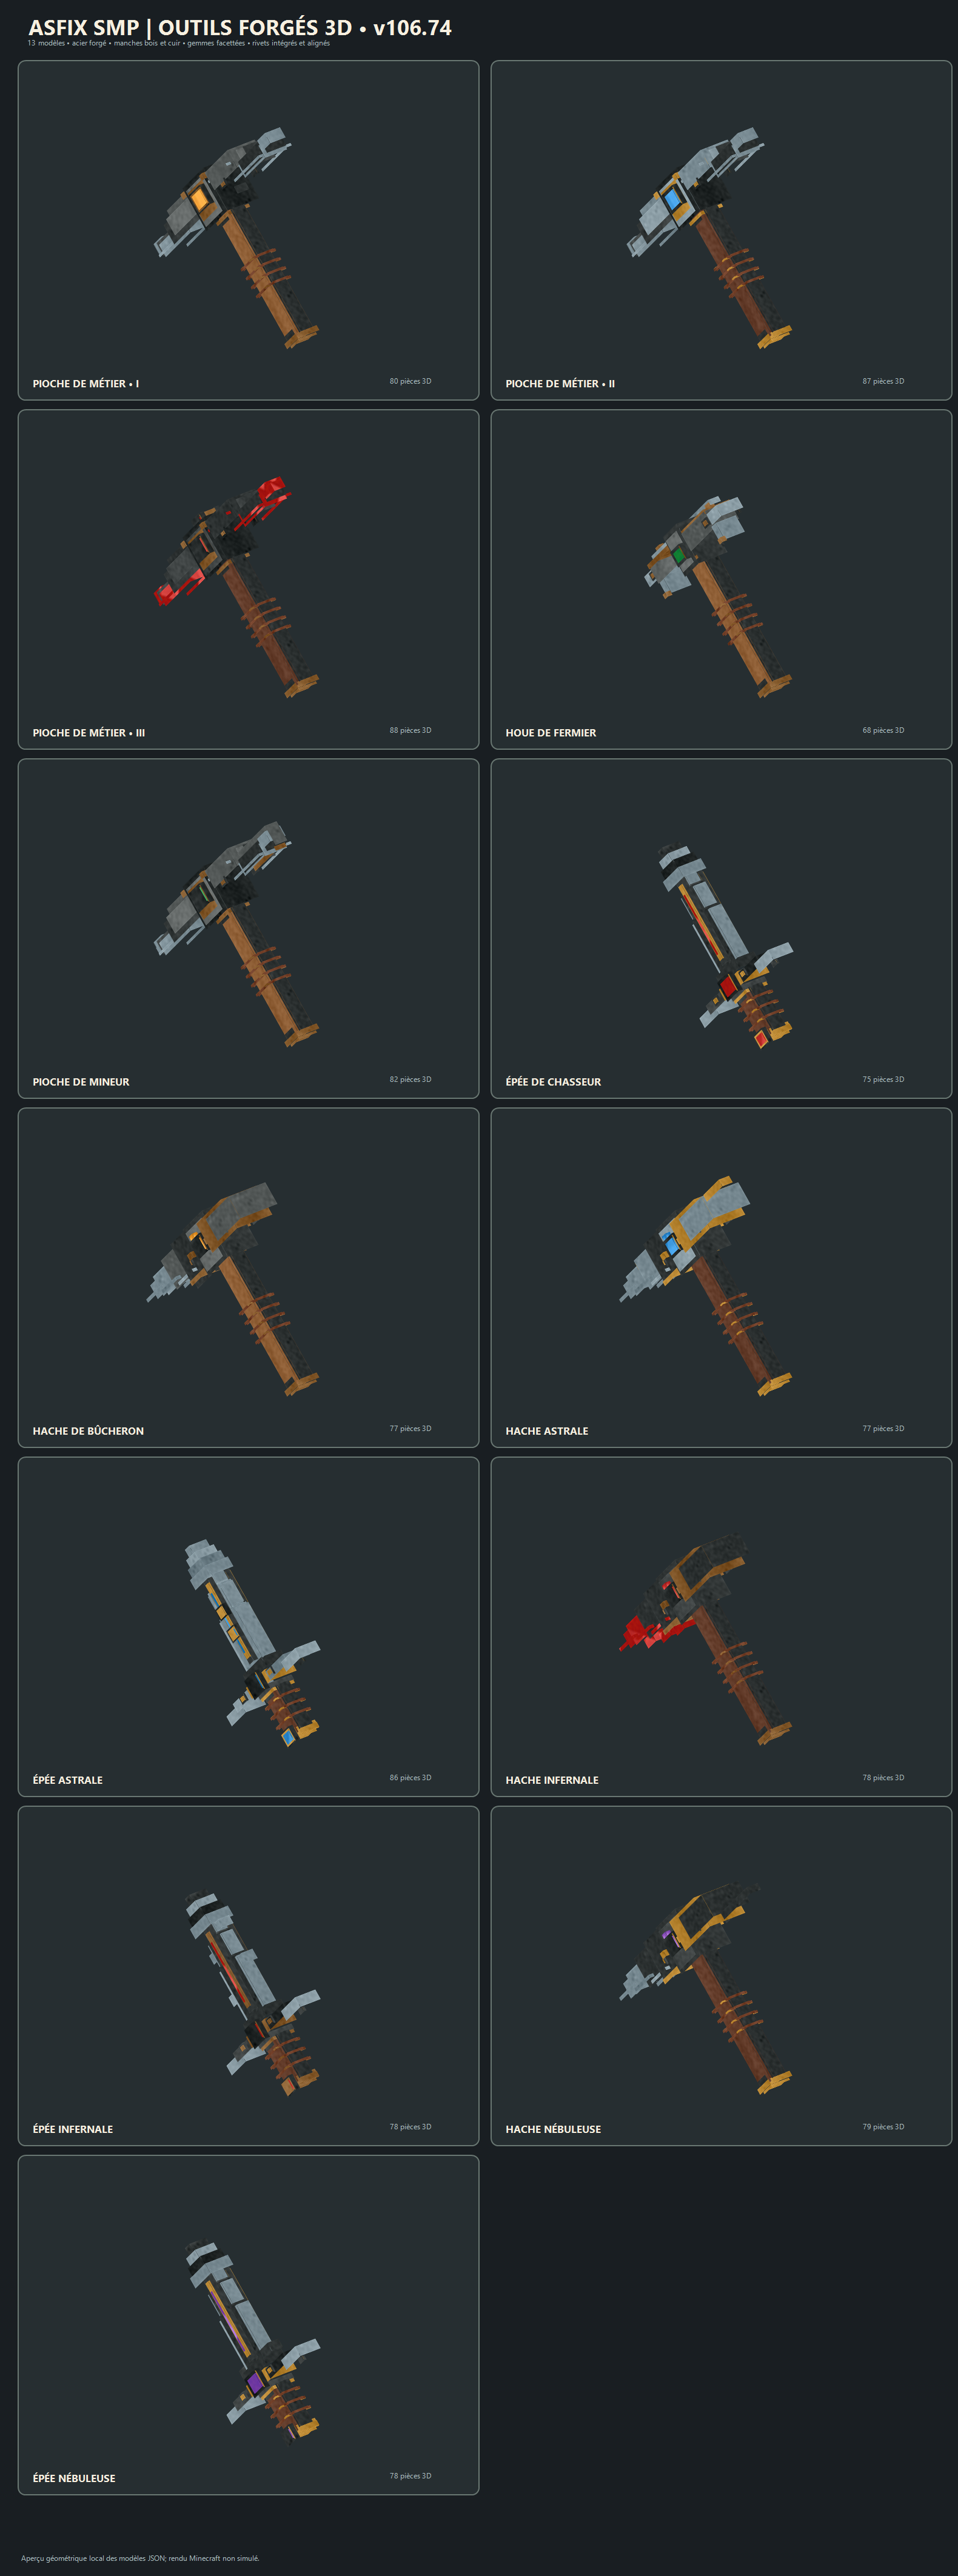 ASFIX SMP | OUTILS FORGÉS 3D • v106.74
13 modèles • acier forgé • manches bois et cuir • gemmes facettées • rivets intégrés et alignés
PIOCHE DE MÉTIER • I
80 pièces 3D
PIOCHE DE MÉTIER • II
87 pièces 3D
PIOCHE DE MÉTIER • III
88 pièces 3D
HOUE DE FERMIER
68 pièces 3D
PIOCHE DE MINEUR
82 pièces 3D
ÉPÉE DE CHASSEUR
75 pièces 3D
HACHE DE BÛCHERON
77 pièces 3D
HACHE ASTRALE
77 pièces 3D
ÉPÉE ASTRALE
86 pièces 3D
HACHE INFERNALE
78 pièces 3D
ÉPÉE INFERNALE
78 pièces 3D
HACHE NÉBULEUSE
79 pièces 3D
ÉPÉE NÉBULEUSE
78 pièces 3D
Aperçu géométrique local des modèles JSON; rendu Minecraft non simulé.